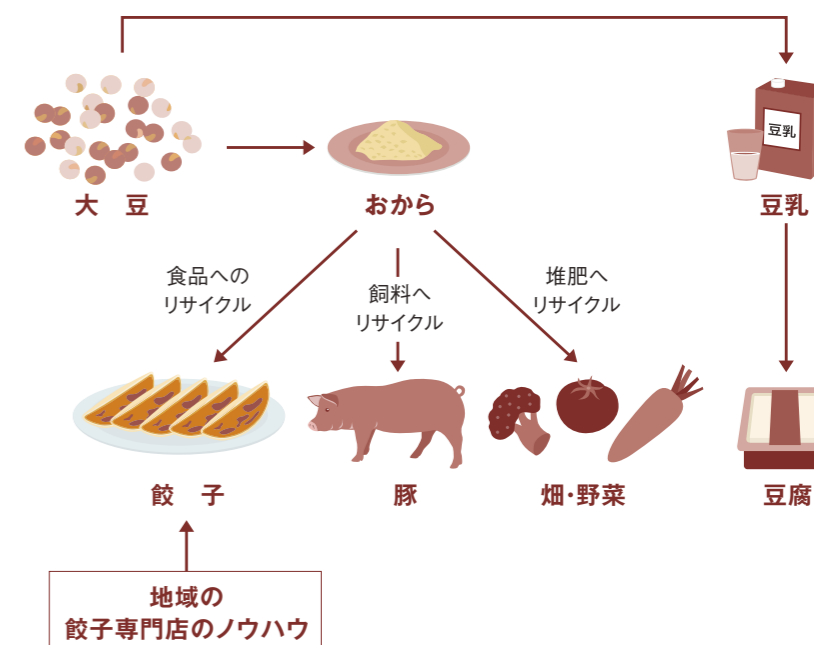 豆乳
大　豆
おから
豆乳
食品への
リサイクル
飼料へ
リサイクル
堆肥へ
リサイクル
餃　子
豚
畑・野菜
豆腐
地域の
餃子専門店のノウハウ